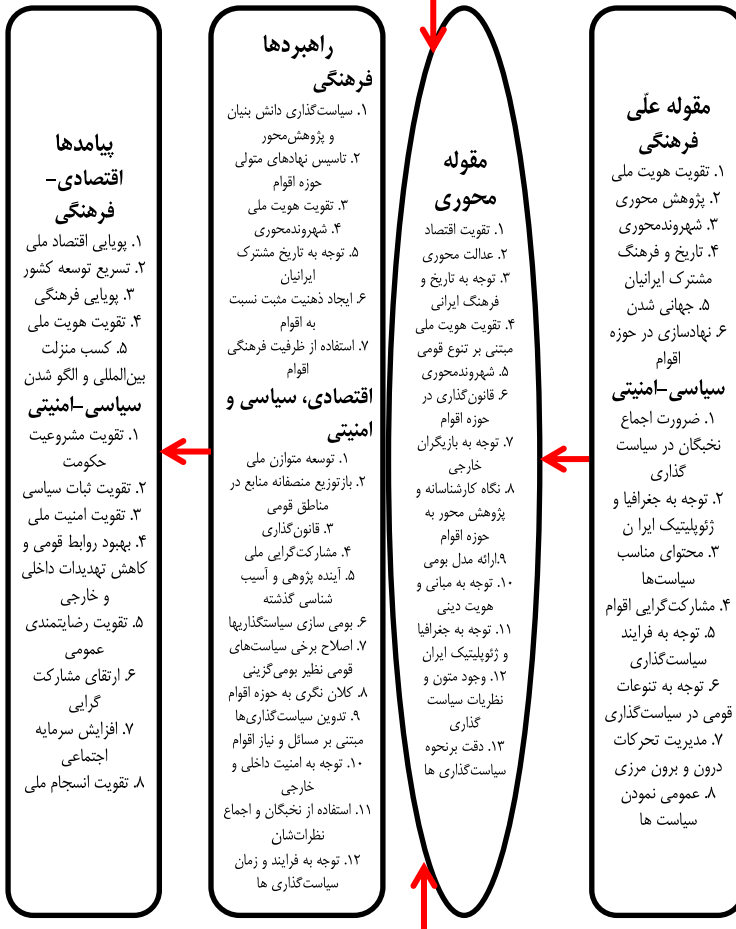 مقوله علّی
فرهنگی
۱. تقویت هویت ملی
۲. پژوهش محوری
۳. شهروندمحوری
۴. تاریخ و فرهنگ
مشترک ایرانیان
۵. جهانی شدن
۶. نهادسازی در حوزه
اقوام
سیاسی-امنیتی
۱. ضرورت اجماع
نخبگان در سیاست
گذاری
۲. توجه به جغرافیا و
ژئوپلیتیک ایرا ن
۳. محتوای مناسب
سیاست‌ها
۴. مشارکت‌گرایی اقوام
۵. توجه به فرایند
سیاست‌گذاری
۶. توجه به تنوعات
قومی در سیاست‌گذاری
۷. مدیریت تحرکات
درون و برون مرزی
۸. عمومی نمودن
سیاست ها
مقوله
محوری
۱. تقویت اقتصاد
۲. عدالت محوری
۳. توجه به تاریخ و
فرهنگ ایرانی
۴. تقویت هویت ملی
مبتنی بر تنوع قومی
۵. شهروندمحوری
۶. قانون‌گذاری در
حوزه اقوام
۷. توجه به بازیگران
خارجی
۸. نگاه کارشناسانه و
پژوهش محور به
حوزه اقوام
۹.ارائه مدل بومی
۱۰. توجه به مبانی و
هویت دینی
۱۱. توجه به جغرافیا
و ژئوپلیتیک ایران
۱۲. وجود متون و
نظریات سیاست
گذاری
۱۳. دقت برنحوه
سیاست‌گذاری ها
راهبردها
فرهنگی
۱. سیاست‌گذاری دانش بنیان
و پژوهش‌محور
۲. تاسیس نهادهای متولی
حوزه اقوام
۳. تقویت هویت ملی
۴. شهروندمحوری
۵. توجه به تاریخ مشترک
ایرانیان
۶. ایجاد ذهنیت مثبت نسبت
به اقوام
۷. استفاده از ظرفیت فرهنگی
اقوام
اقتصادی، سیاسی و
امنیتی
۱. توسعه متوازن ملی
۲. بازتوزیع منصفانه منابع در
مناطق قومی
۳. قانون‌گذاری
۴. مشارکت‌گرایی ملی
۵. آینده پژوهی و آسیب
شناسی گذشته
۶. بومی سازی سیاستگذاریها
۷. اصلاح برخی سیاست‌های
قومی نظیر بومی‌گزینی
۸. کلان نگری به حوزه اقوام
۹. تدوین سیاست‌گذاری‌ها
مبتنی بر مسائل و نیاز اقوام
۱۰. توجه به امنیت داخلی و
خارجی
۱۱. استفاده از نخبگان و اجماع
نظرات‌شان
۱۲. توجه به فرایند و زمان
سیاست‌گذاری ها
پیامدها
اقتصادی-
فرهنگی
۱. پویایی اقتصاد ملی
۲. تسریع توسعه کشور
۳. پویایی فرهنگی
۴. تقویت هویت ملی
۵. کسب منزلت
بین‌المللی و الگو شدن
سیاسی-امنیتی
۱. تقویت مشروعیت
حکومت
۲. تقویت ثبات سیاسی
۳. تقویت امنیت ملی
۴. بهبود روابط قومی و
کاهش تهدیدات داخلی
و خارجی
۵. تقویت رضایتمندی
عمومی
۶. ارتقای مشارکت
گرایی
۷. افزایش سرمایه
اجتماعی
۸. تقویت انسجام ملی